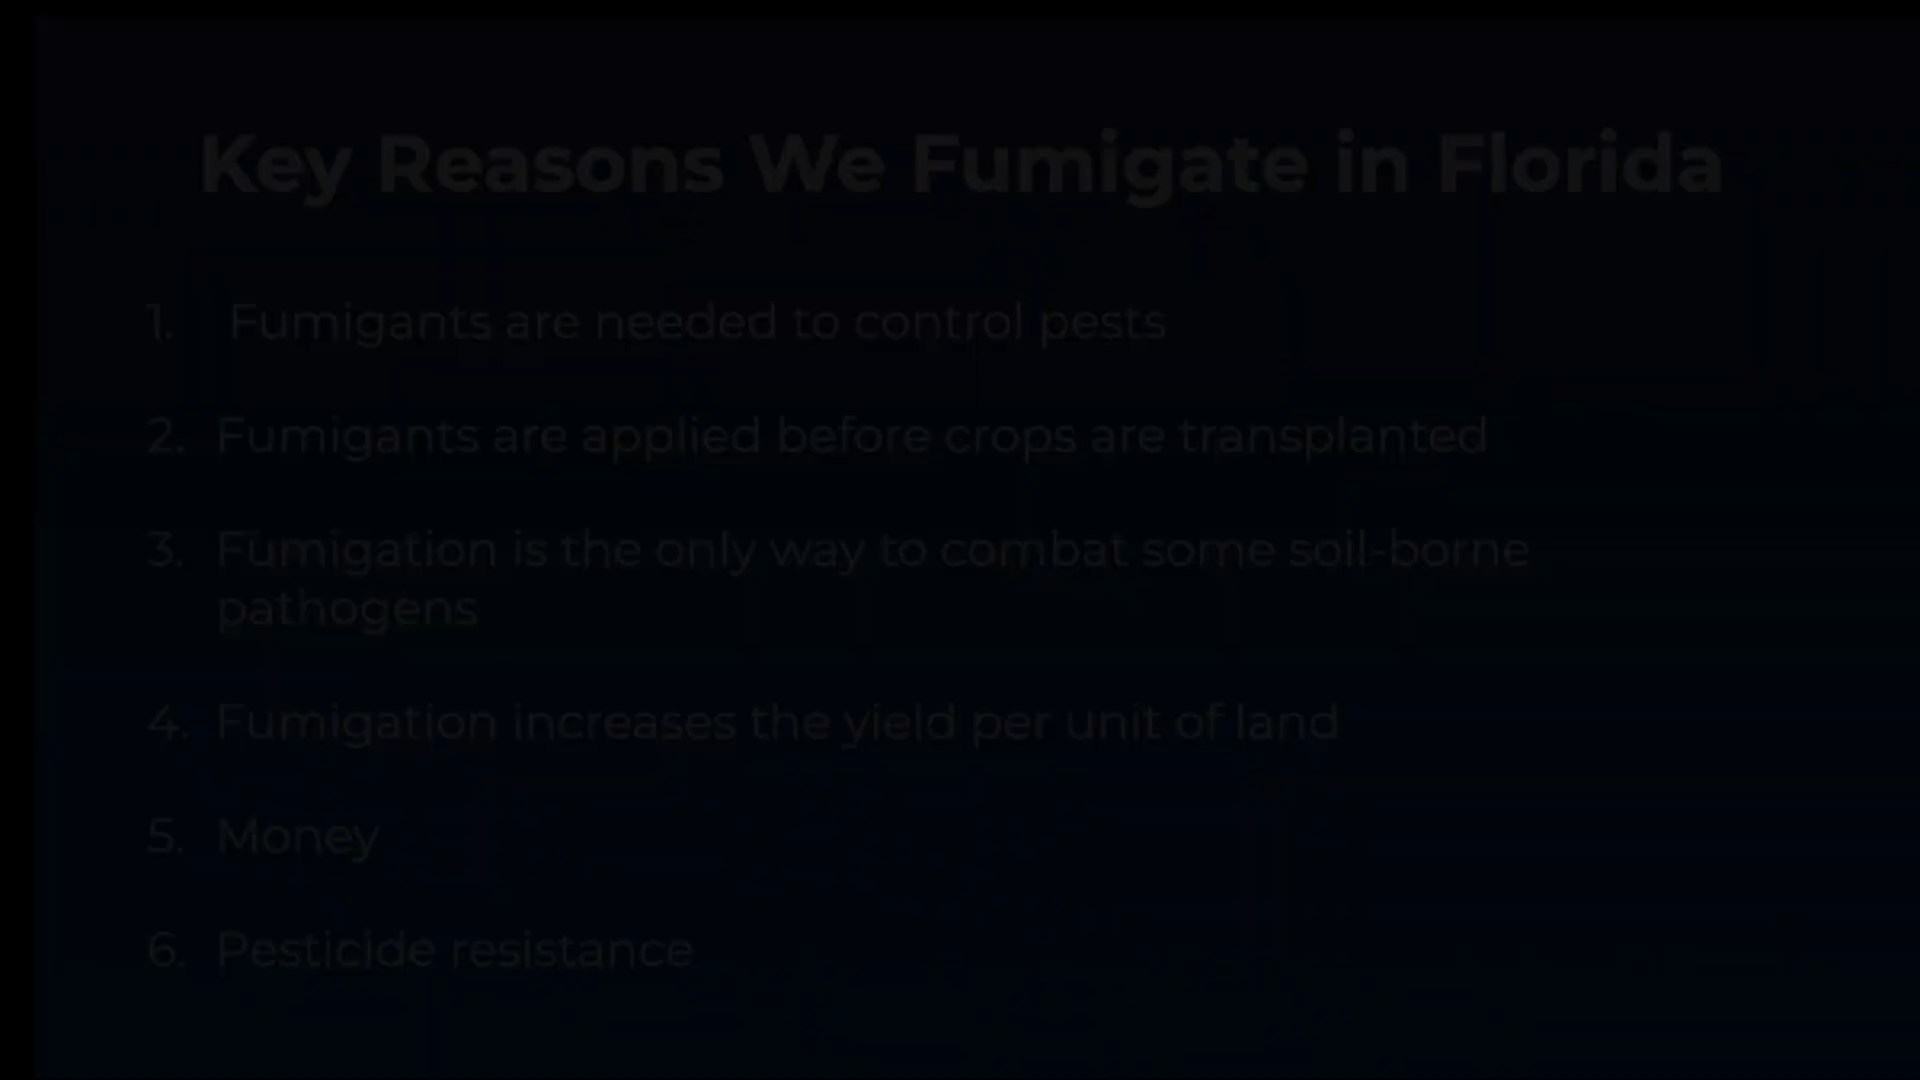 Key Reasons We Fumigate in Florida
1. Fumigants are needed to control pests
2. Fumigants are applied before crops are transplanted
3. Fumigation is the only way to combat some soil-borne
pathogens
4. Fumigation increases the yield per unit of land
5. Money
6. Pesticide resistance